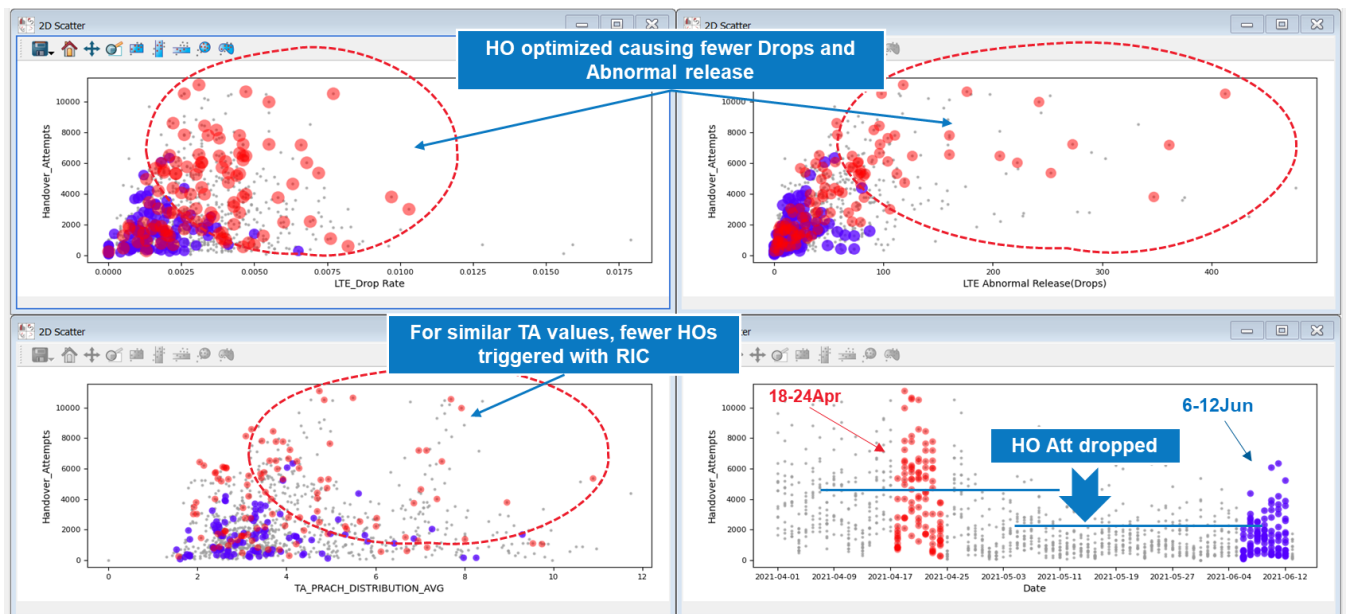 2D Scatter
2D Scatter
HO optimized causing fewer Drops and
Abnormal release
10000
8000
6000
4000
2000
0
Handover_Attempts
0.0000 0.0025 0.0050 0.0075 0.0100 0.0125 0.0150 0.0175
LTE_Drop Rate
10000
8000
6000
4000
2000
0
Handover_Attempts
0 100 200 300 400
LTE Abnormal Release(Drops)
2D Scatter
For similar TA values, fewer HOs
triggered with RIC
10000
8000
6000
4000
2000
0
Handover_Attempts
0 2 4 6 8 10 12
TA_PRACH_DISTRIBUTION_AVG
18-24Apr
6-12Jun
HO Att dropped
10000
8000
6000
4000
2000
0
Handover_Attempts
2021-04-01 2021-04-09 2021-04-17 2021-04-25 2021-05-03 2021-05-11 2021-05-19 2021-05-27 2021-06-04 2021-06-12
Date